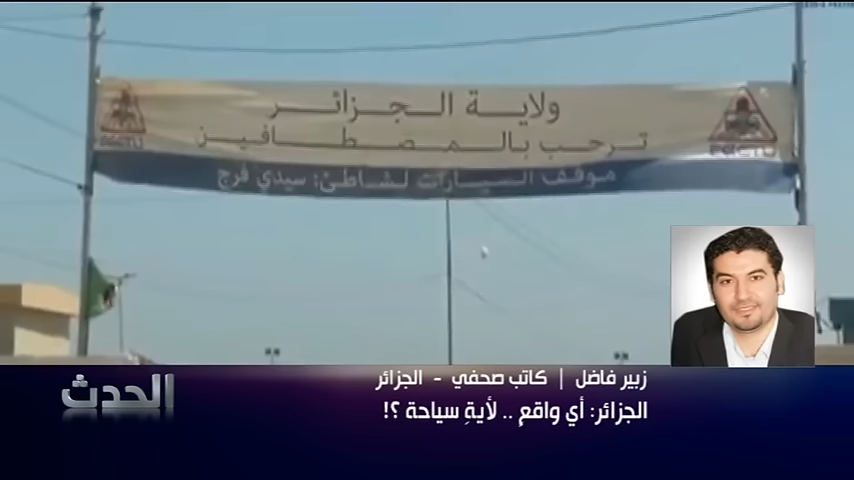 ولاية الجزائر
ترحب بالمصطافين
موقف السيارات لشاطئ: سيدي فرج
زبير فاضل | كاتب صحفي - الجزائر
الجزائر: أي واقعٍ .. لأيةِ سياحة ؟!
الحدث